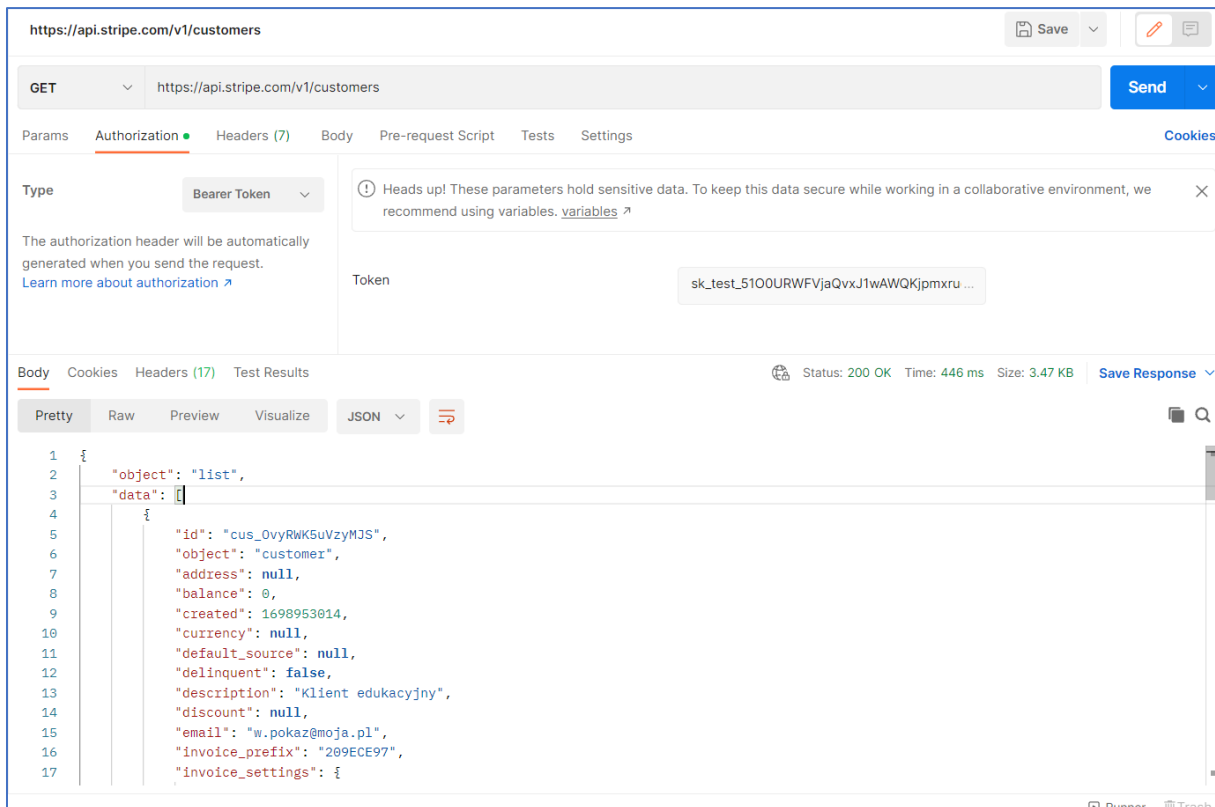 https://api.stripe.com/v1/customers
Save
GET https://api.stripe.com/v1/customers Send
Params Authorization Headers (7) Body Pre-request Script Tests Settings Cookies
Type Bearer Token
The authorization header will be automatically
generated when you send the request.
Learn more about authorization ↗
Heads up! These parameters hold sensitive data. To keep this data secure while working in a collaborative environment, we
recommend using variables. variables ↗
Token sk_test_51O0URWFVjaQvxJ1wAWQKjpmxru ...
Body Cookies Headers (17) Test Results Status: 200 OK Time: 446 ms Size: 3.47 KB Save Response
Pretty Raw Preview Visualize JSON
1 {
2 "object": "list",
3 "data": [
4 {
5 "id": "cus_OvyRWK5uVzyMJS",
6 "object": "customer",
7 "address": null,
8 "balance": 0,
9 "created": 1698953014,
10 "currency": null,
11 "default_source": null,
12 "delinquent": false,
13 "description": "Klient edukacyjny",
14 "discount": null,
15 "email": "w.pokaz@moja.pl",
16 "invoice_prefix": "209ECE97",
17 "invoice_settings": {
Runner Trash